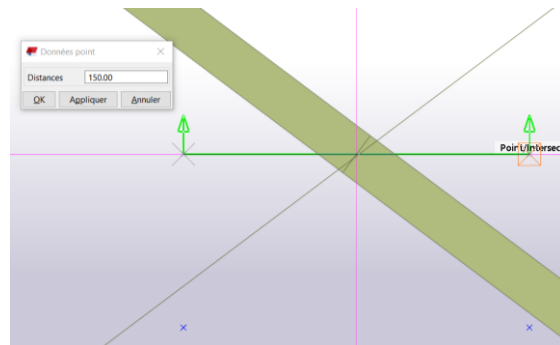 Données point
Distances 150.00
OK Appliquer Annuler
Point/Intersec